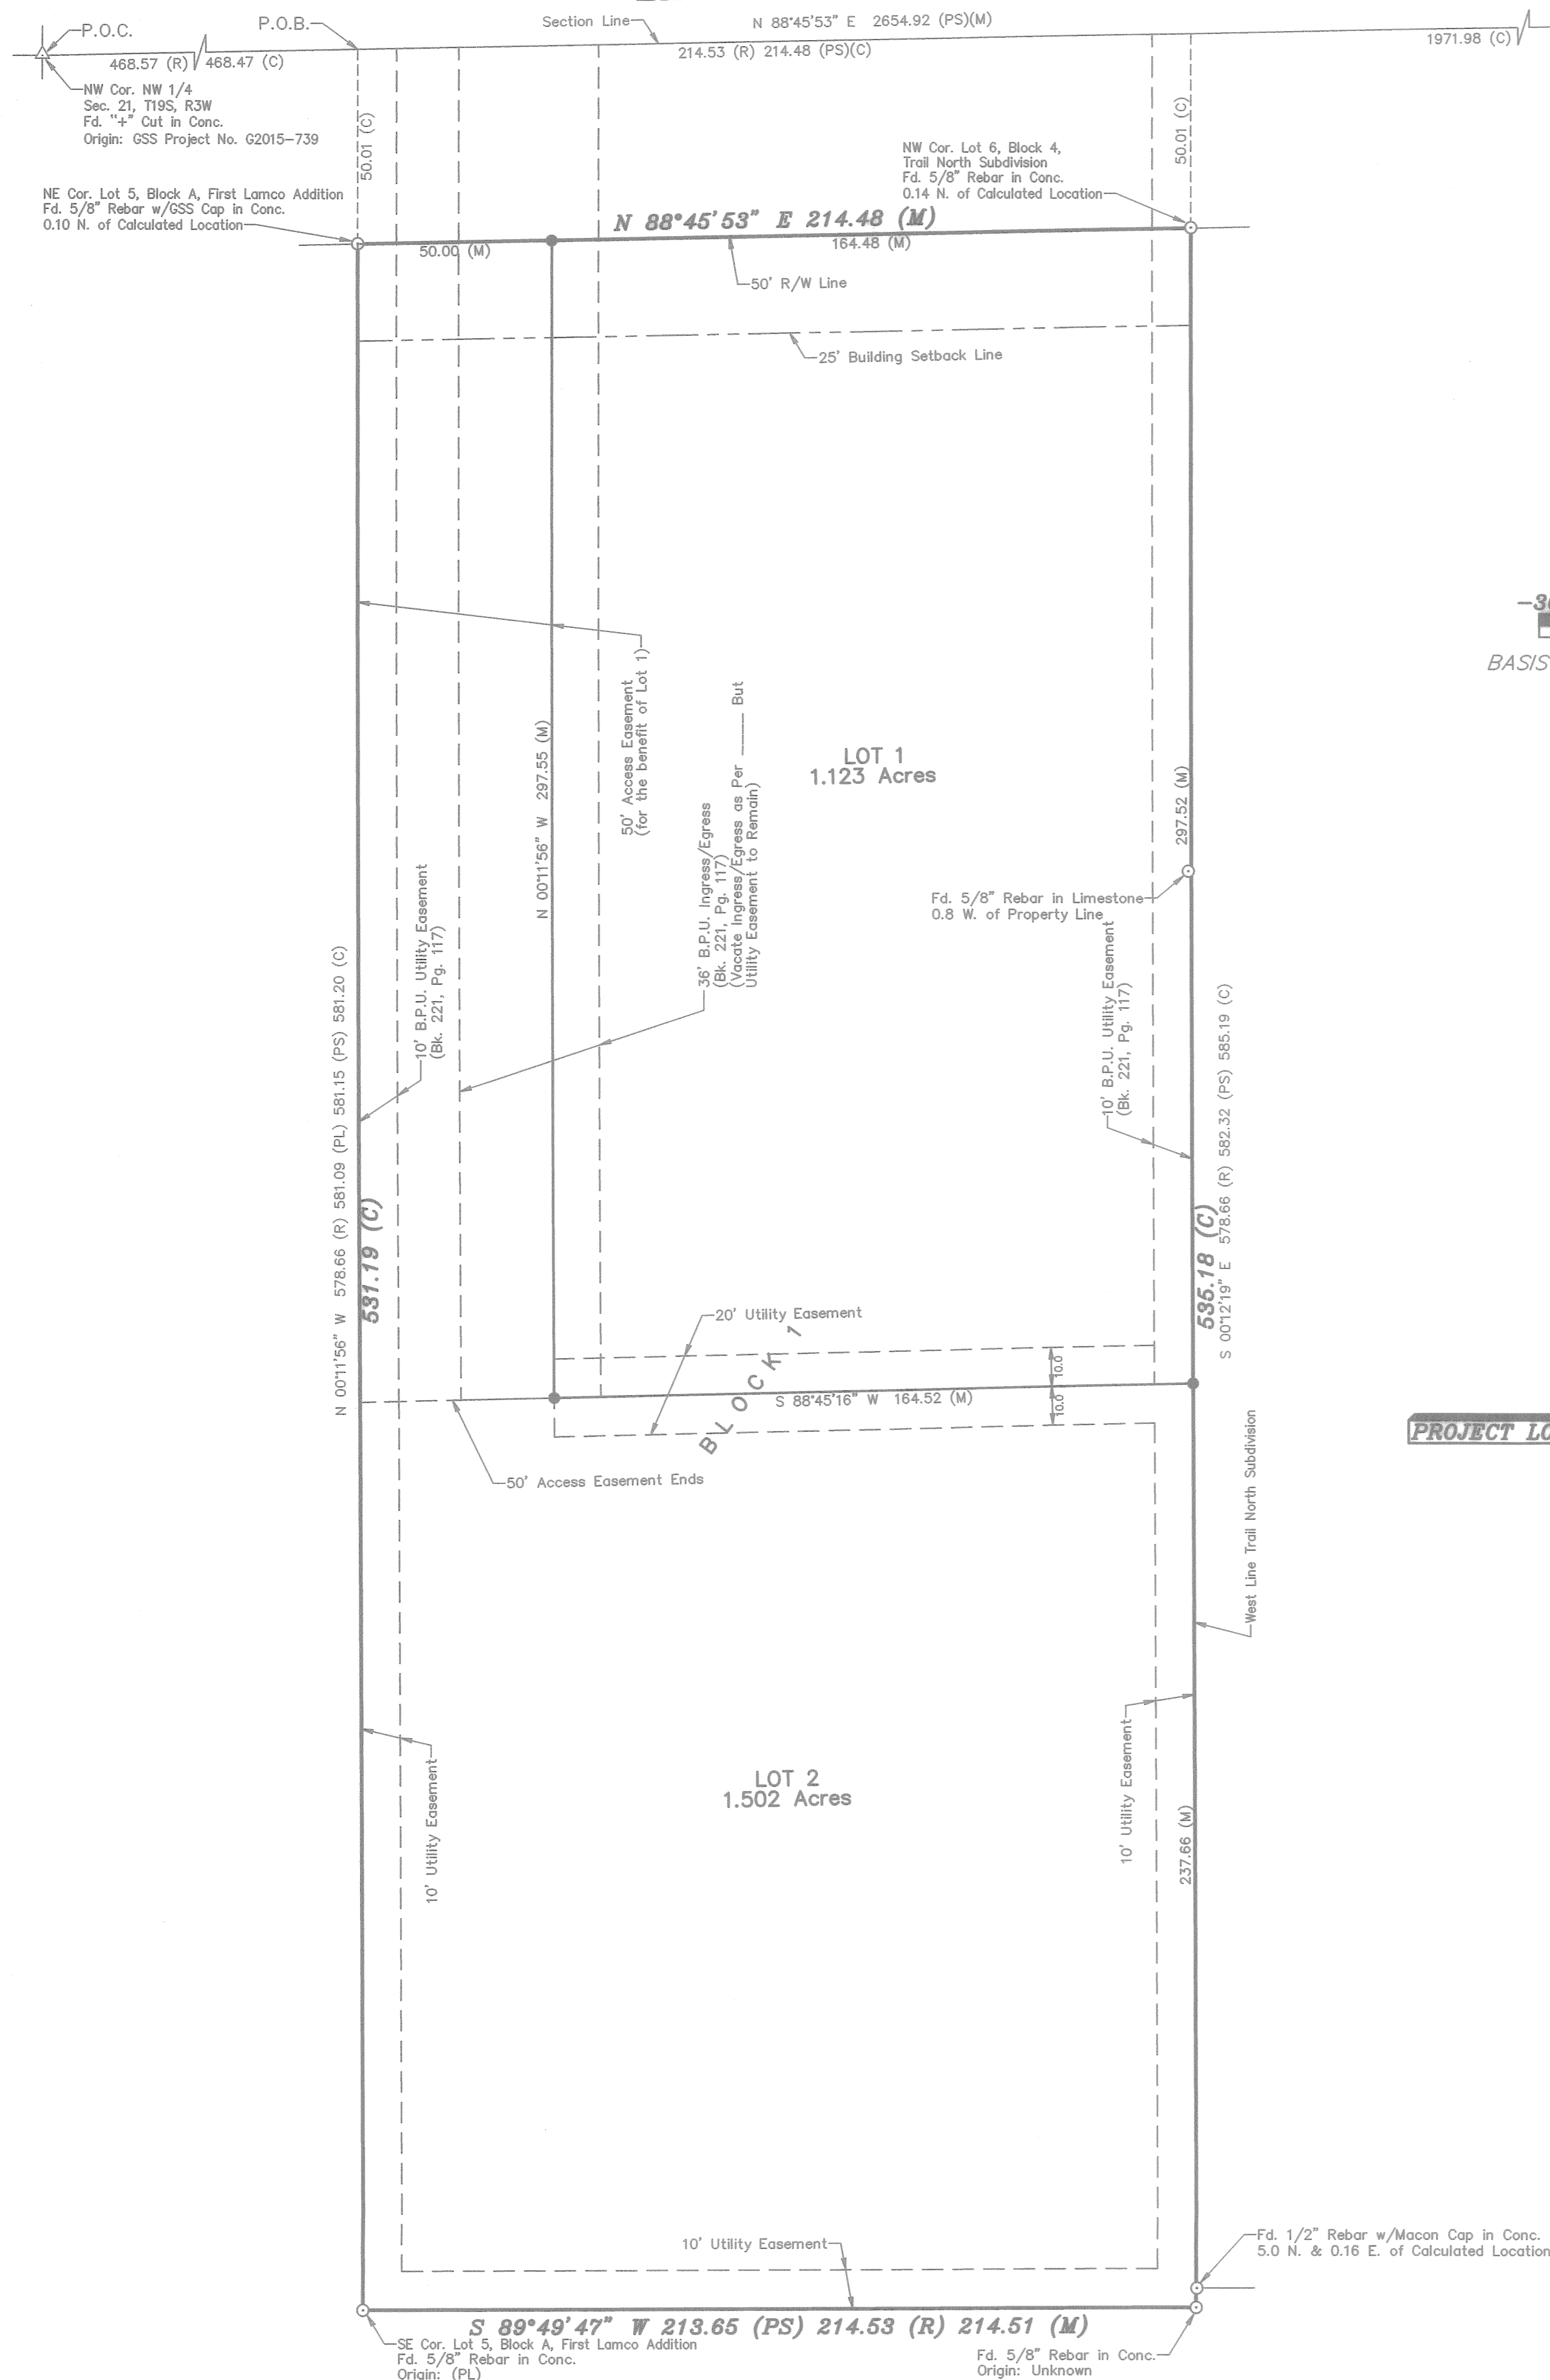 P.O.C.
P.O.B.
Section Line
N 88°45'53" E 2654.92 (PS)(M)
468.57 (R)
468.47 (C)
214.53 (R) 214.48 (PS)(C)
1971.98 (C)
NW Cor. NW 1/4
Sec. 21, T19S, R3W
Fd. "+" Cut in Conc.
Origin: GSS Project No. G2015-739
50.01 (C)
50.01 (C)
NW Cor. Lot 6, Block 4,
Trail North Subdivision
Fd. 5/8" Rebar in Conc.
0.14 N. of Calculated Location
NE Cor. Lot 5, Block A, First Lamco Addition
Fd. 5/8" Rebar w/GSS Cap in Conc.
0.10 N. of Calculated Location
N 88°45'53" E 214.48 (M)
50.00 (M)
164.48 (M)
50' R/W Line
25' Building Setback Line
BASIS
50' Access Easement
(for the benefit of Lot 1)
N 00°11'56" W 297.55 (M)
LOT 1
1.123 Acres
297.52 (M)
36' B.P.U. Ingress/Egress
(Bk. 221, Pg. 117)
(Vacate Ingress/Egress as Per ____ But
Utility Easement to Remain)
Fd. 5/8" Rebar in Limestone
0.8 W. of Property Line
10' B.P.U. Utility Easement
(Bk. 221, Pg. 117)
10' B.P.U. Utility Easement
(Bk. 221, Pg. 117)
N 00°11'56" W 578.66 (R) 581.09 (PL) 581.15 (PS) 581.20 (C)
531.19 (C)
535.18 (C)
S 00°12'19" E 578.66 (R) 582.32 (PS) 585.19 (C)
20' Utility Easement
BLOCK 1
10.0
10.0
S 88°45'16" W 164.52 (M)
50' Access Easement Ends
PROJECT
West Line Trail North Subdivision
10' Utility Easement
LOT 2
1.502 Acres
10' Utility Easement
237.66 (M)
10' Utility Easement
Fd. 1/2" Rebar w/Macon Cap in Conc.
5.0 N. & 0.16 E. of Calculated Location
S 89°49'47" W 213.65 (PS) 214.53 (R) 214.51 (M)
SE Cor. Lot 5, Block A, First Lamco Addition
Fd. 5/8" Rebar in Conc.
Origin: (PL)
Fd. 5/8" Rebar in Conc.
Origin: Unknown